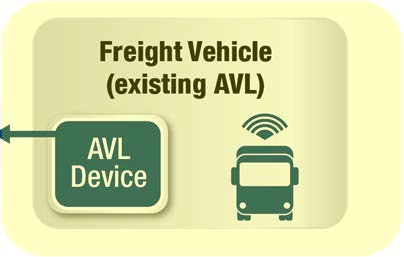 Freight Vehicle
(existing AVL)
AVL
Device